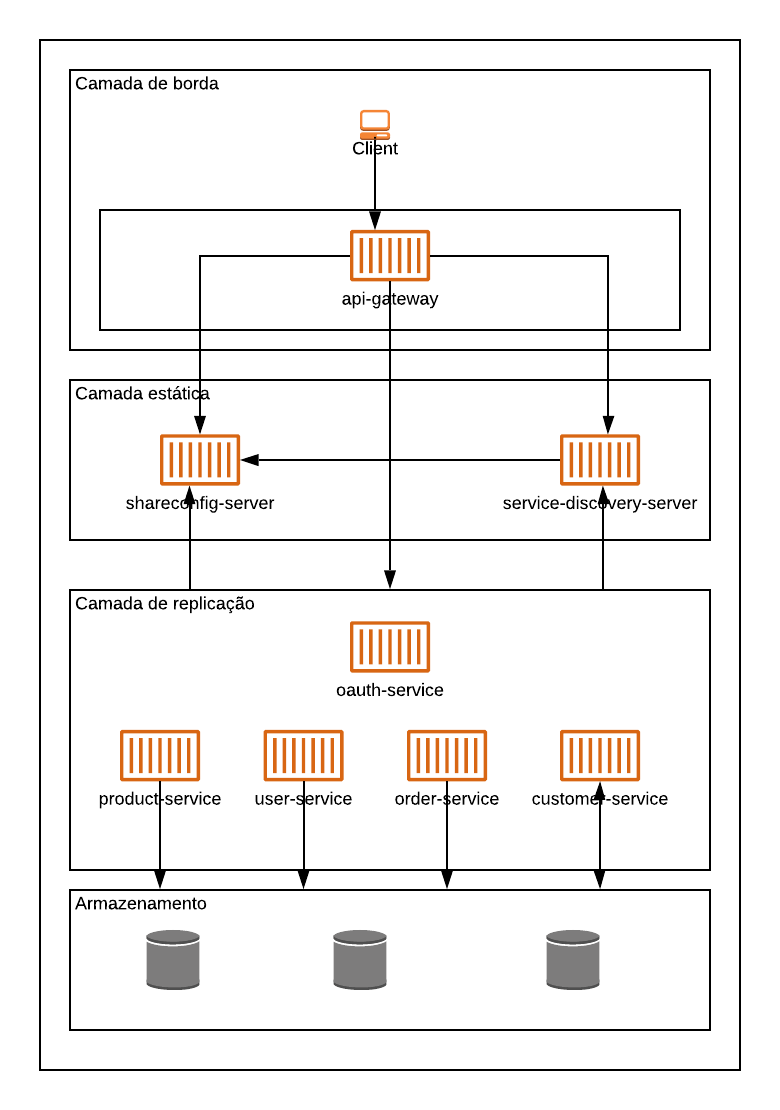 Camada de borda
Client
api-gateway
Camada estática
shareconfig-server
service-discovery-server
Camada de replicação
oauth-service
product-service
user-service
order-service
customer-service
Armazenamento